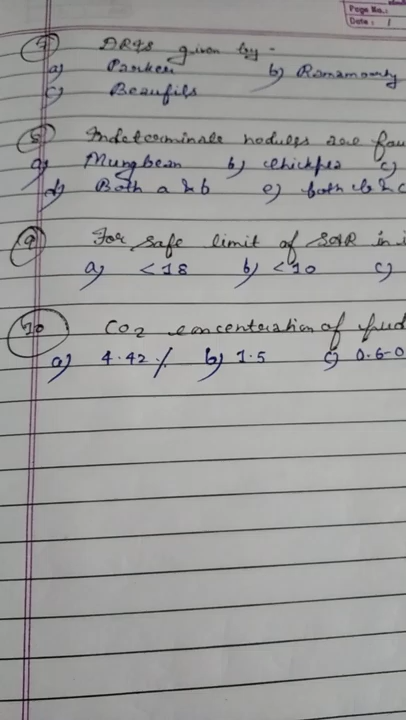 Page No.:
Date: /
7) DRIS given by -
a) Parker b) Ramamourty
c) Beaufils
8) Indeterminate nodules are fou
a) Mungbean b) chickpea c)
d) Both a & b e) both b & c
9) For safe limit of SAR in i
a) <18 b) <10 c)
10) CO2 concentration of
a) 4.42% b) 1.5 c) 0.6-0